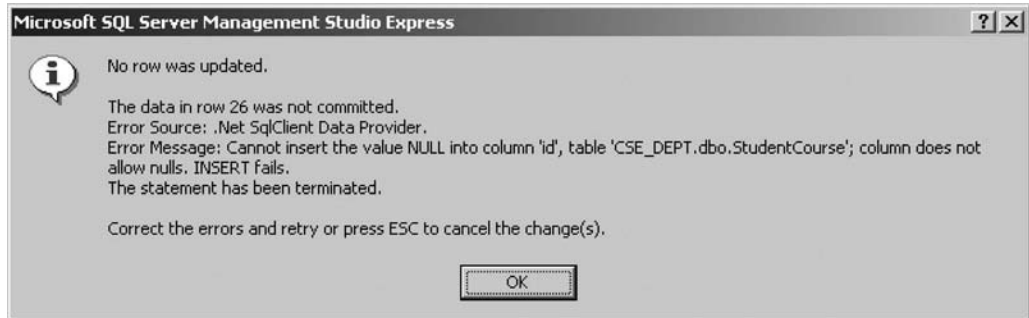 Microsoft SQL Server Management Studio Express
No row was updated.
The data in row 26 was not committed.
Error Source: .Net SqlClient Data Provider.
Error Message: Cannot insert the value NULL into column 'id', table 'CSE_DEPT.dbo.StudentCourse'; column does not
allow nulls. INSERT fails.
The statement has been terminated.
Correct the errors and retry or press ESC to cancel the change(s).
OK